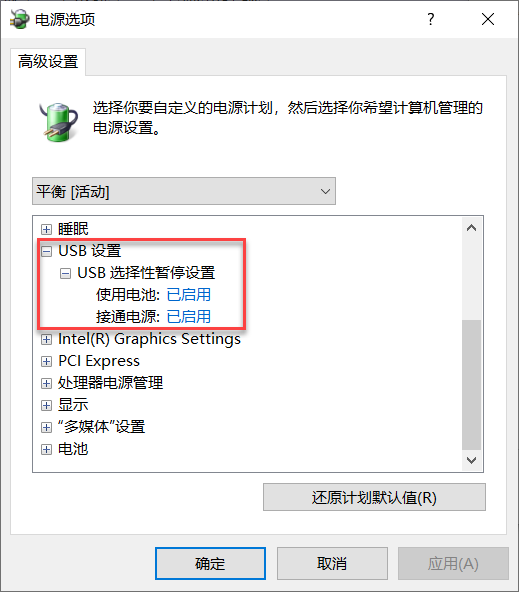 电源选项
?
高级设置
选择你要自定义的电源计划，然后选择你希望计算机管理的
电源设置。
平衡 [活动]
睡眠
USB 设置
USB 选择性暂停设置
使用电池: 已启用
接通电源: 已启用
Intel(R) Graphics Settings
PCI Express
处理器电源管理
显示
“多媒体”设置
电池
还原计划默认值(R)
确定
取消
应用(A)